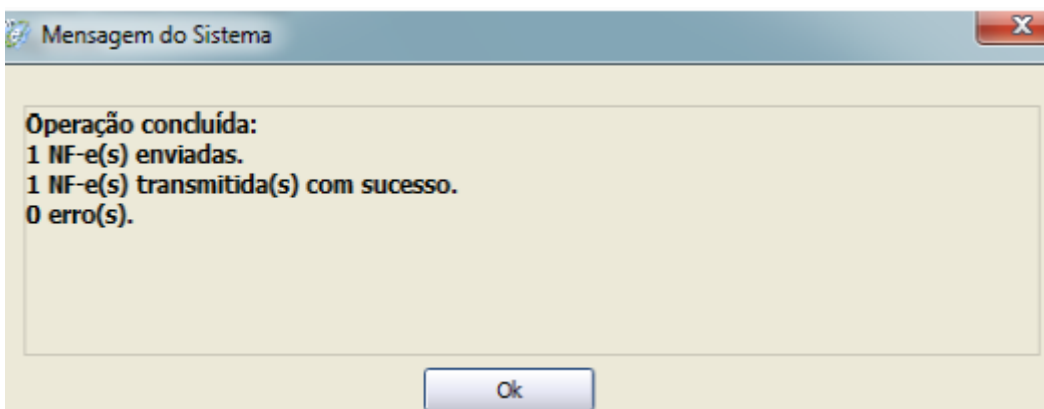 Mensagem do Sistema
Operação concluída:
1 NF-e(s) enviadas.
1 NF-e(s) transmitida(s) com sucesso.
0 erro(s).
Ok